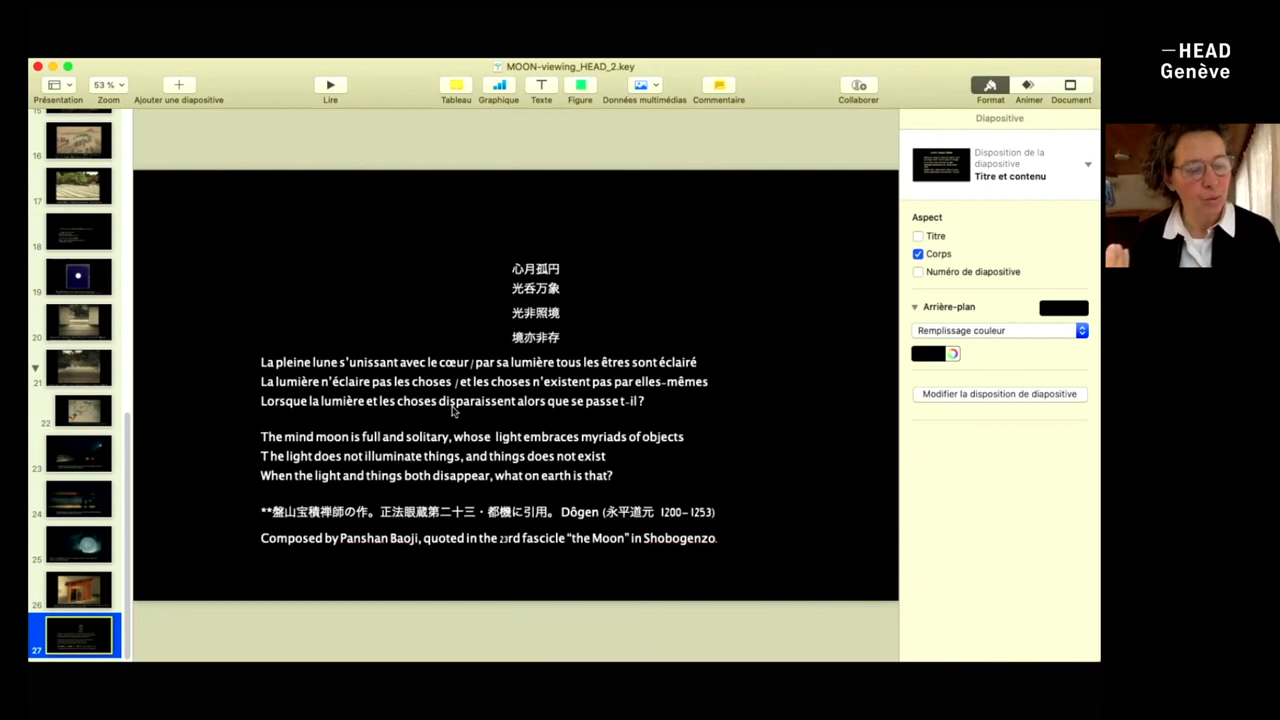 —HEAD
Genève
MOON-viewing_HEAD_2.key
53 %
Présentation
Zoom
Ajouter une diapositive
Lire
Tableau
Graphique
Texte
Figure
Données multimédias
Commentaire
Collaborer
Format
Animer
Document
Diapositive
Disposition de la
diapositive
Titre et contenu
Aspect
Titre
Corps
Numéro de diapositive
Arrière-plan
Remplissage couleur
Modifier la disposition de diapositive
15
16
17
18
19
20
21
22
23
24
25
26
27
心月孤円
光呑万象
光非照境
境亦非存
La pleine lune s’unissant avec le cœur / par sa lumière tous les êtres sont éclairé
La lumière n’éclaire pas les choses / et les choses n’existent pas par elles-mêmes
Lorsque la lumière et les choses disparaissent alors que se passe t-il ?
The mind moon is full and solitary, whose light embraces myriads of objects
The light does not illuminate things, and things does not exist
When the light and things both disappear, what on earth is that?
**盤山宝積禅師の作。正法眼蔵第二十三・都機に引用。 Dôgen (永平道元 1200– 1253)
Composed by Panshan Baoji, quoted in the 23rd fascicle “the Moon” in Shobogenzo.